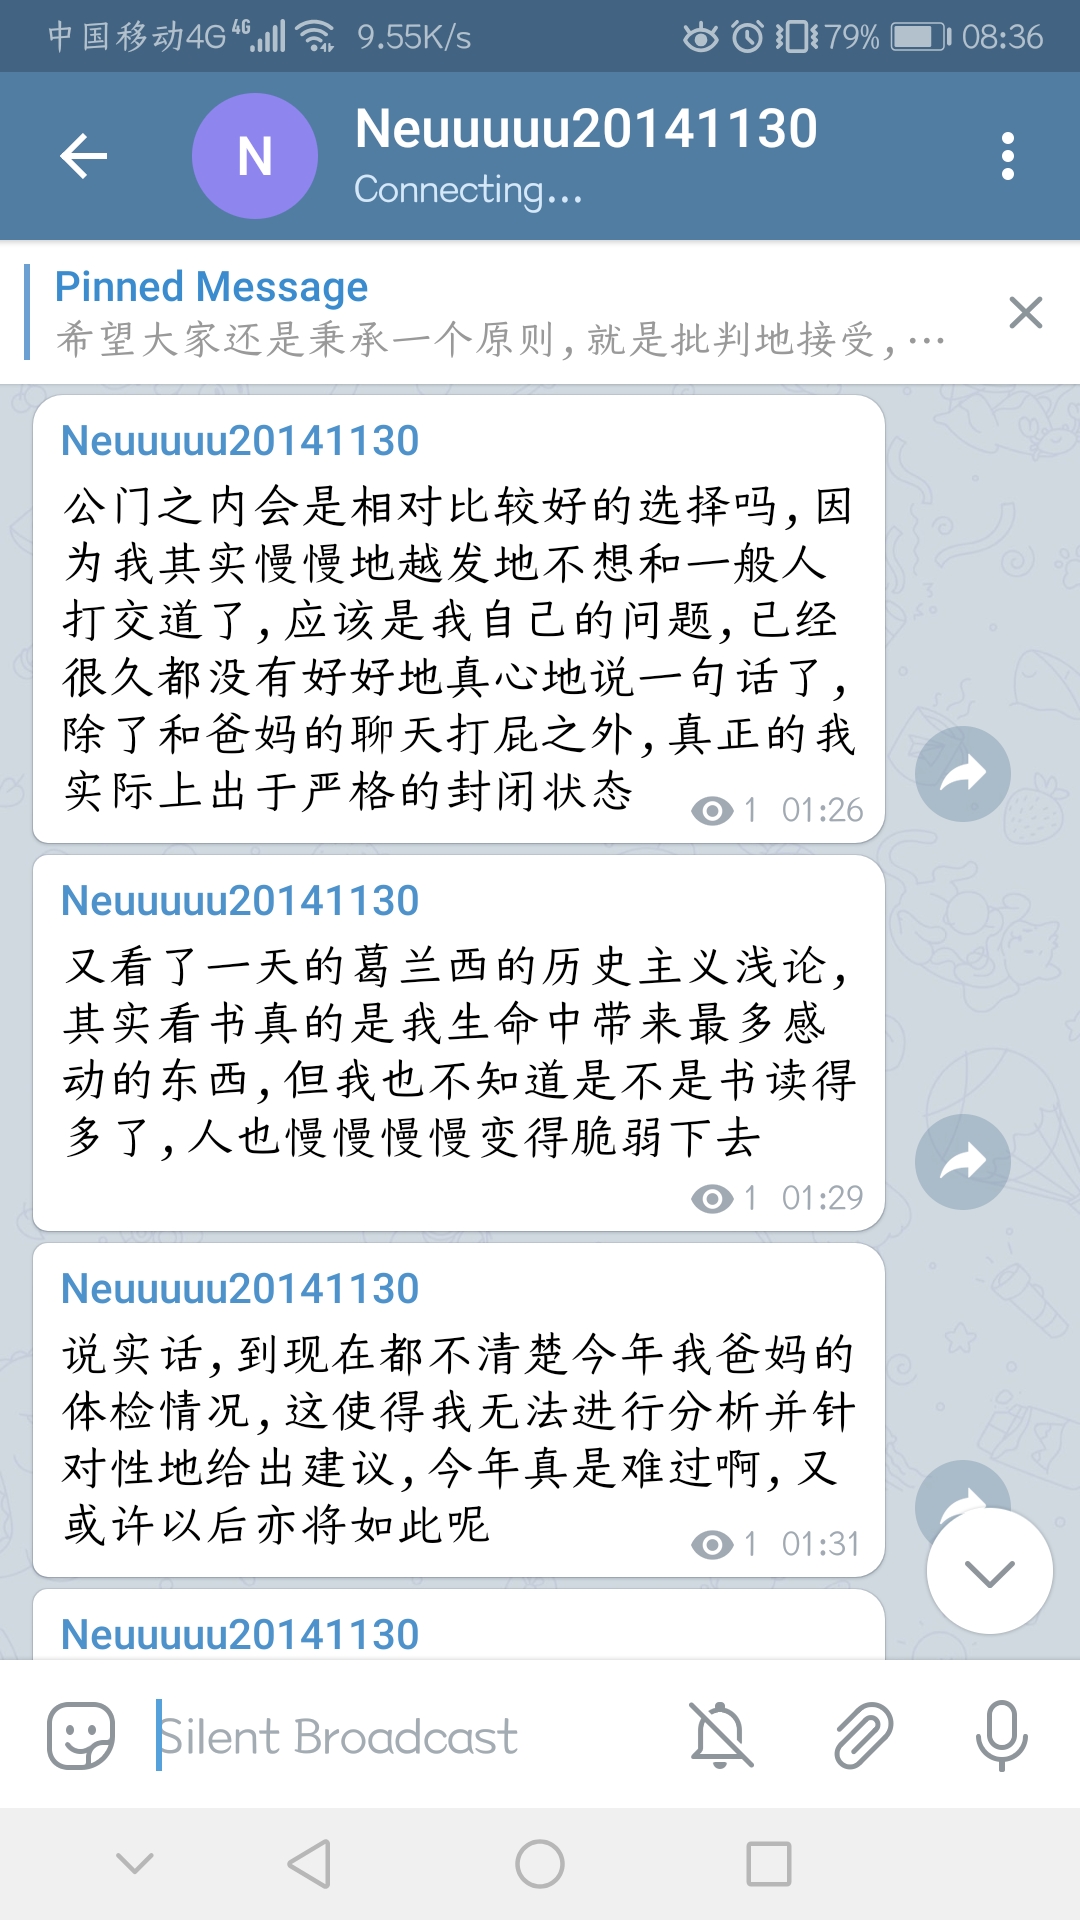 中国移动4G 4G 9.55K/s 79% 08:36
N
Neuuuuu20141130
Connecting...
Pinned Message
希望大家还是秉承一个原则,就是批判地接受,…
Neuuuuu20141130
公门之内会是相对比较好的选择吗,因
为我其实慢慢地越发地不想和一般人
打交道了,应该是我自己的问题,已经
很久都没有好好地真心地说一句话了,
除了和爸妈的聊天打屁之外,真正的我
实际上出于严格的封闭状态
1 01:26
Neuuuuu20141130
又看了一天的葛兰西的历史主义浅论,
其实看书真的是我生命中带来最多感
动的东西,但我也不知道是不是书读得
多了,人也慢慢慢慢变得脆弱下去
1 01:29
Neuuuuu20141130
说实话,到现在都不清楚今年我爸妈的
体检情况,这使得我无法进行分析并针
对性地给出建议,今年真是难过啊,又
或许以后亦将如此呢
1 01:31
Neuuuuu20141130
Silent Broadcast